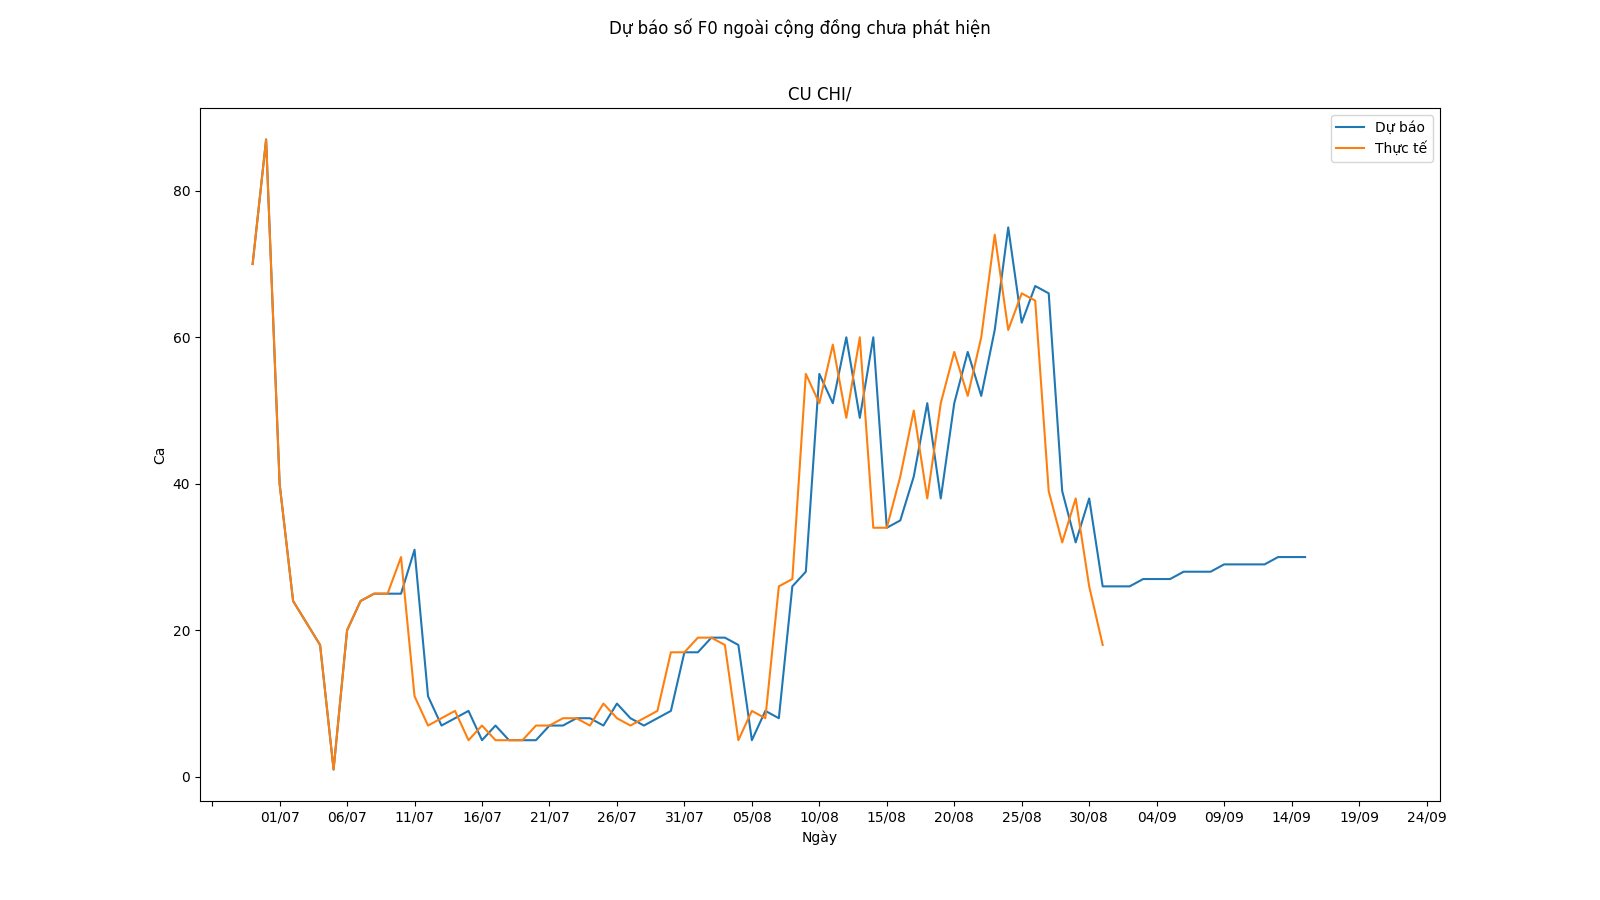 Dự báo số F0 ngoài cộng đồng chưa phát hiện
CU CHI/
Dự báo
Thực tế
80
60
40
20
0
Ca
01/07 06/07 11/07 16/07 21/07 26/07 31/07 05/08 10/08 15/08 20/08 25/08 30/08 04/09 09/09 14/09 19/09 24/09
Ngày